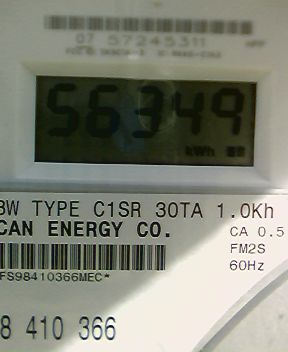 07 57245311
56349
kWh
3W TYPE C1SR 30TA 1.0Kh
CAN ENERGY CO.
CA 0.5
FM2S
60Hz
FS98410366MEC*
8 410 366